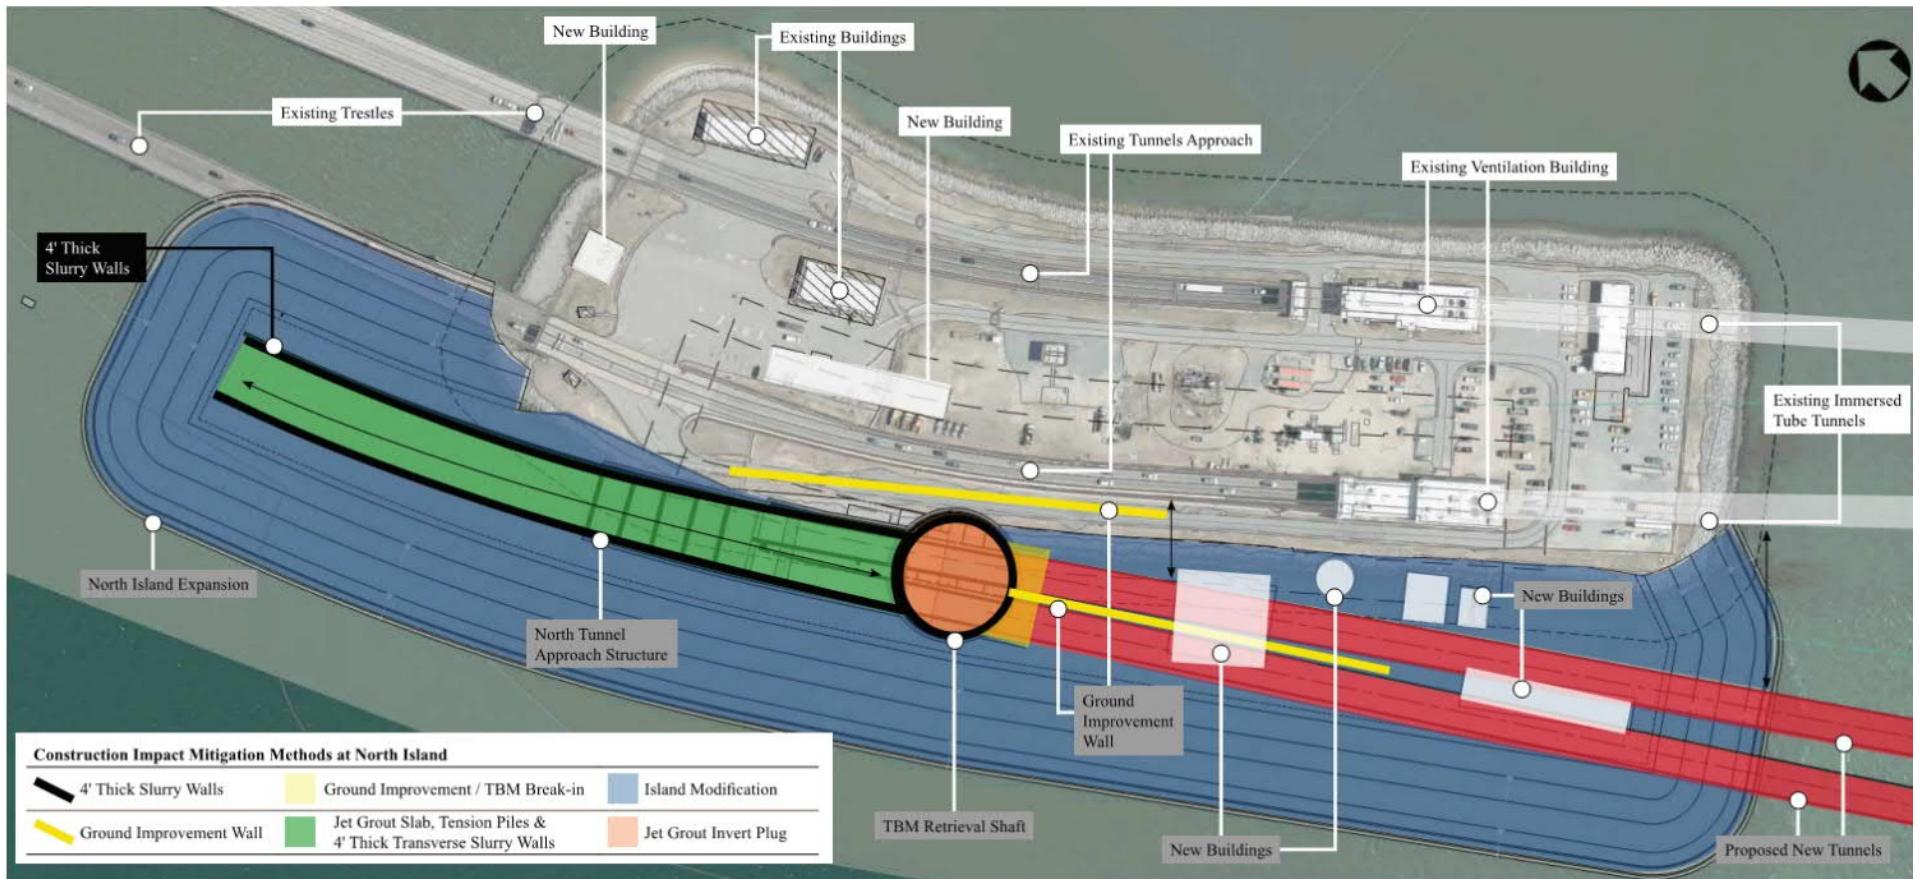 New Building
Existing Buildings
Existing Trestles
New Building
Existing Tunnels Approach
Existing Ventilation Building
4' Thick
Slurry Walls
Existing Immersed
Tube Tunnels
North Island Expansion
North Tunnel
Approach Structure
New Buildings
Ground
Improvement
Wall
TBM Retrieval Shaft
New Buildings
Proposed New Tunnels
Construction Impact Mitigation Methods at North Island
4' Thick Slurry Walls
Ground Improvement / TBM Break-in
Island Modification
Ground Improvement Wall
Jet Grout Slab, Tension Piles &
4' Thick Transverse Slurry Walls
Jet Grout Invert Plug